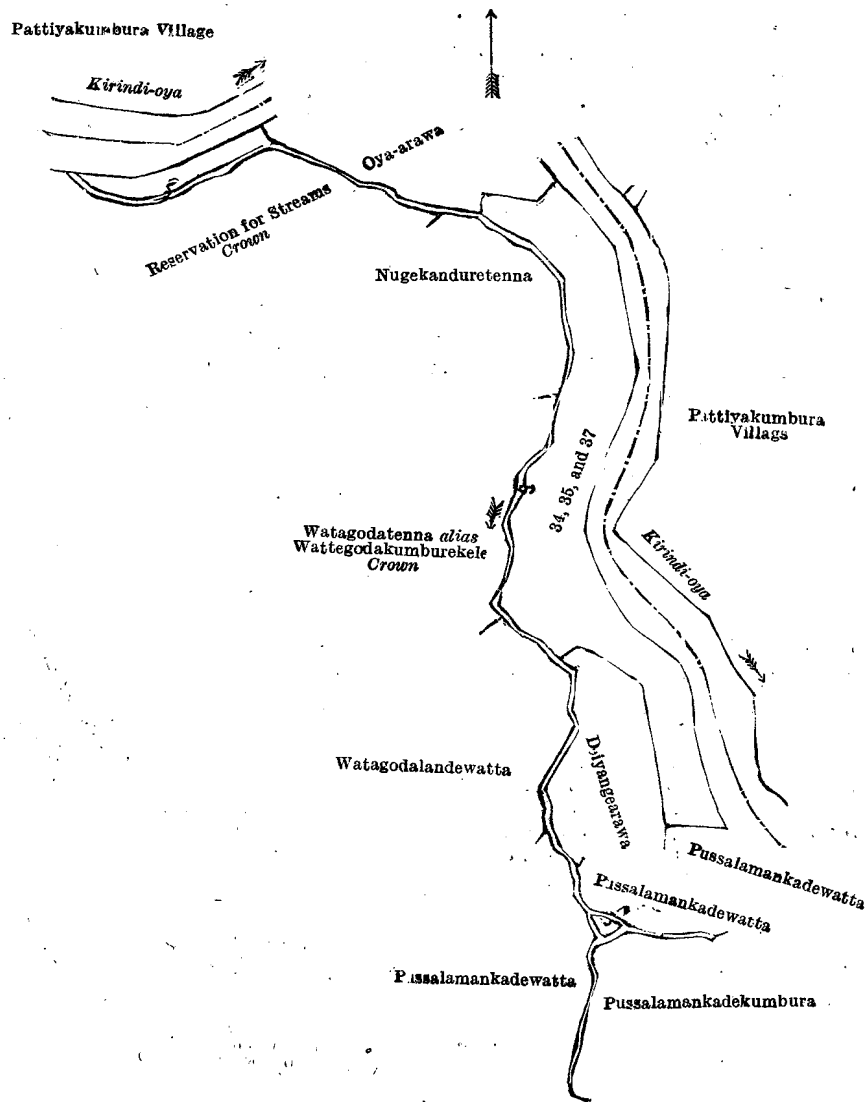 Pattiyakumbura Village
Kirindi-oya
Oya-arawa
Reservation for Streams
Crown
Nugekanduretenna
Pattiyakumbura
Villags
34, 35, and 37
Watagodatenna alias
Wattegodakumburekele
Crown
Kirindi-oya
Watagodalandewatta
Deiyangearawa
Pussalamankadewatta
Pussalamankadewatta
Pussalamankadewatta
Pussalamankadekumbura